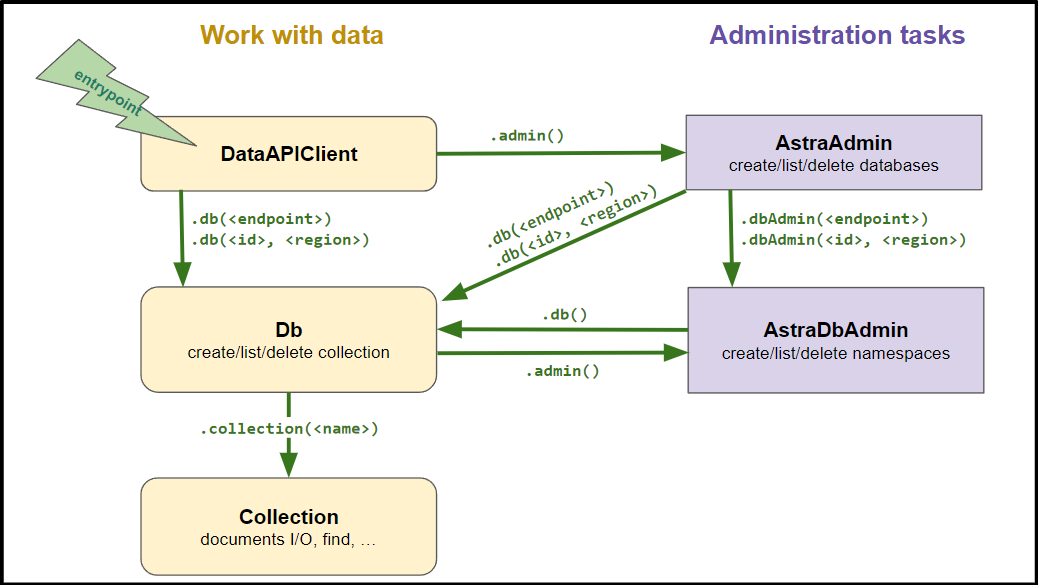 Work with data
Administration tasks
entrypoint
DataAPIClient
.admin()
AstraAdmin
create/list/delete databases
.db(<endpoint>)
.db(<id>, <region>)
.db(<endpoint>)
.db(<id>, <region>)
.dbAdmin(<endpoint>)
.dbAdmin(<id>, <region>)
Db
create/list/delete collection
.db()
.admin()
AstraDbAdmin
create/list/delete namespaces
.collection(<name>)
Collection
documents I/O, find, …